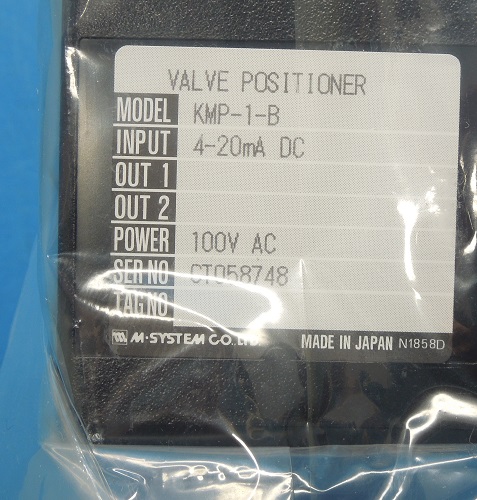 VALVE POSITIONER
MODEL KMP-1-B
INPUT 4-20mA DC
OUT 1
OUT 2
POWER 100V AC
SER NO CT058748
TAG NO
M-SYSTEM CO. LTD
MADE IN JAPAN N1858D